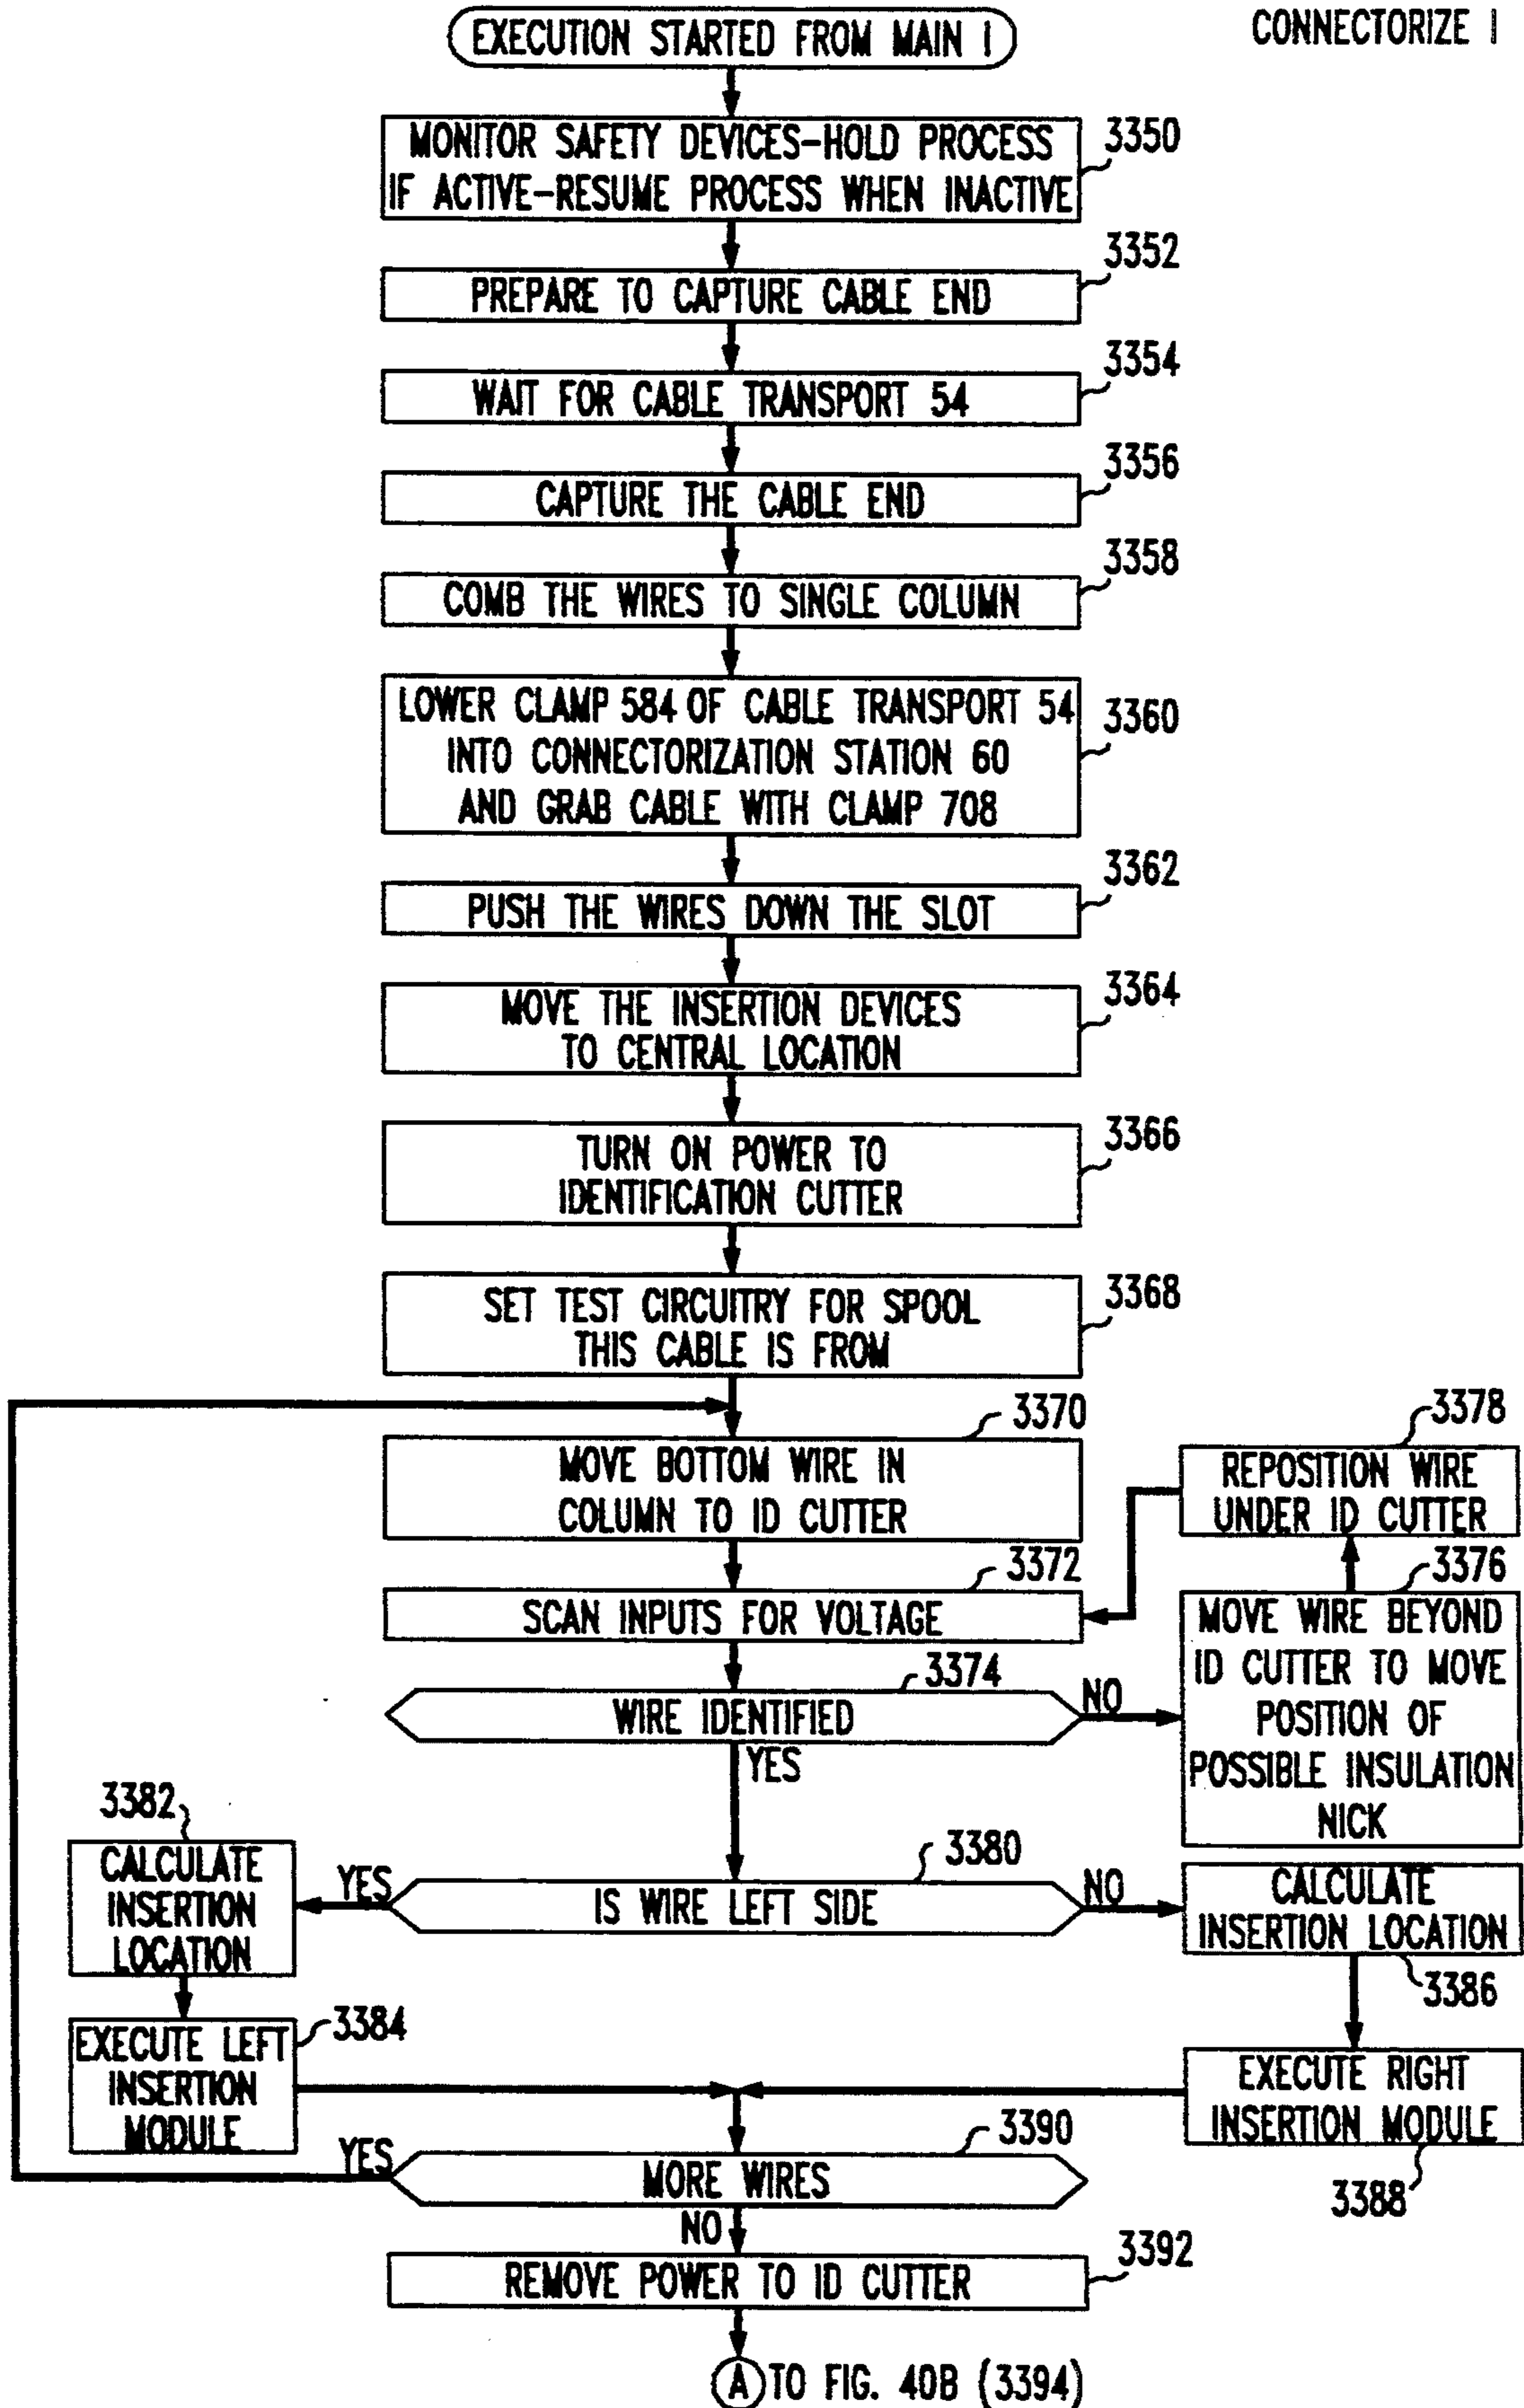 EXECUTION STARTED FROM MAIN 1
CONNECTORIZE 1
MONITOR SAFETY DEVICES-HOLD PROCESS
IF ACTIVE-RESUME PROCESS WHEN INACTIVE
3350
3352
PREPARE TO CAPTURE CABLE END
3354
WAIT FOR CABLE TRANSPORT 54
3356
CAPTURE THE CABLE END
3358
COMB THE WIRES TO SINGLE COLUMN
LOWER CLAMP 584 OF CABLE TRANSPORT 54
INTO CONNECTORIZATION STATION 60
AND GRAB CABLE WITH CLAMP 708
3360
3362
PUSH THE WIRES DOWN THE SLOT
3364
MOVE THE INSERTION DEVICES
TO CENTRAL LOCATION
3366
TURN ON POWER TO
IDENTIFICATION CUTTER
3368
SET TEST CIRCUITRY FOR SPOOL
THIS CABLE IS FROM
3370
MOVE BOTTOM WIRE IN
COLUMN TO ID CUTTER
3378
REPOSITION WIRE
UNDER ID CUTTER
3372
SCAN INPUTS FOR VOLTAGE
3376
MOVE WIRE BEYOND
ID CUTTER TO MOVE
POSITION OF
POSSIBLE INSULATION
NICK
3374
WIRE IDENTIFIED
NO
YES
3382
CALCULATE
INSERTION
LOCATION
YES
3380
IS WIRE LEFT SIDE
NO
CALCULATE
INSERTION LOCATION
3386
3384
EXECUTE LEFT
INSERTION
MODULE
EXECUTE RIGHT
INSERTION MODULE
3388
3390
YES
MORE WIRES
NO
3392
REMOVE POWER TO ID CUTTER
A TO FIG. 40B (3394)